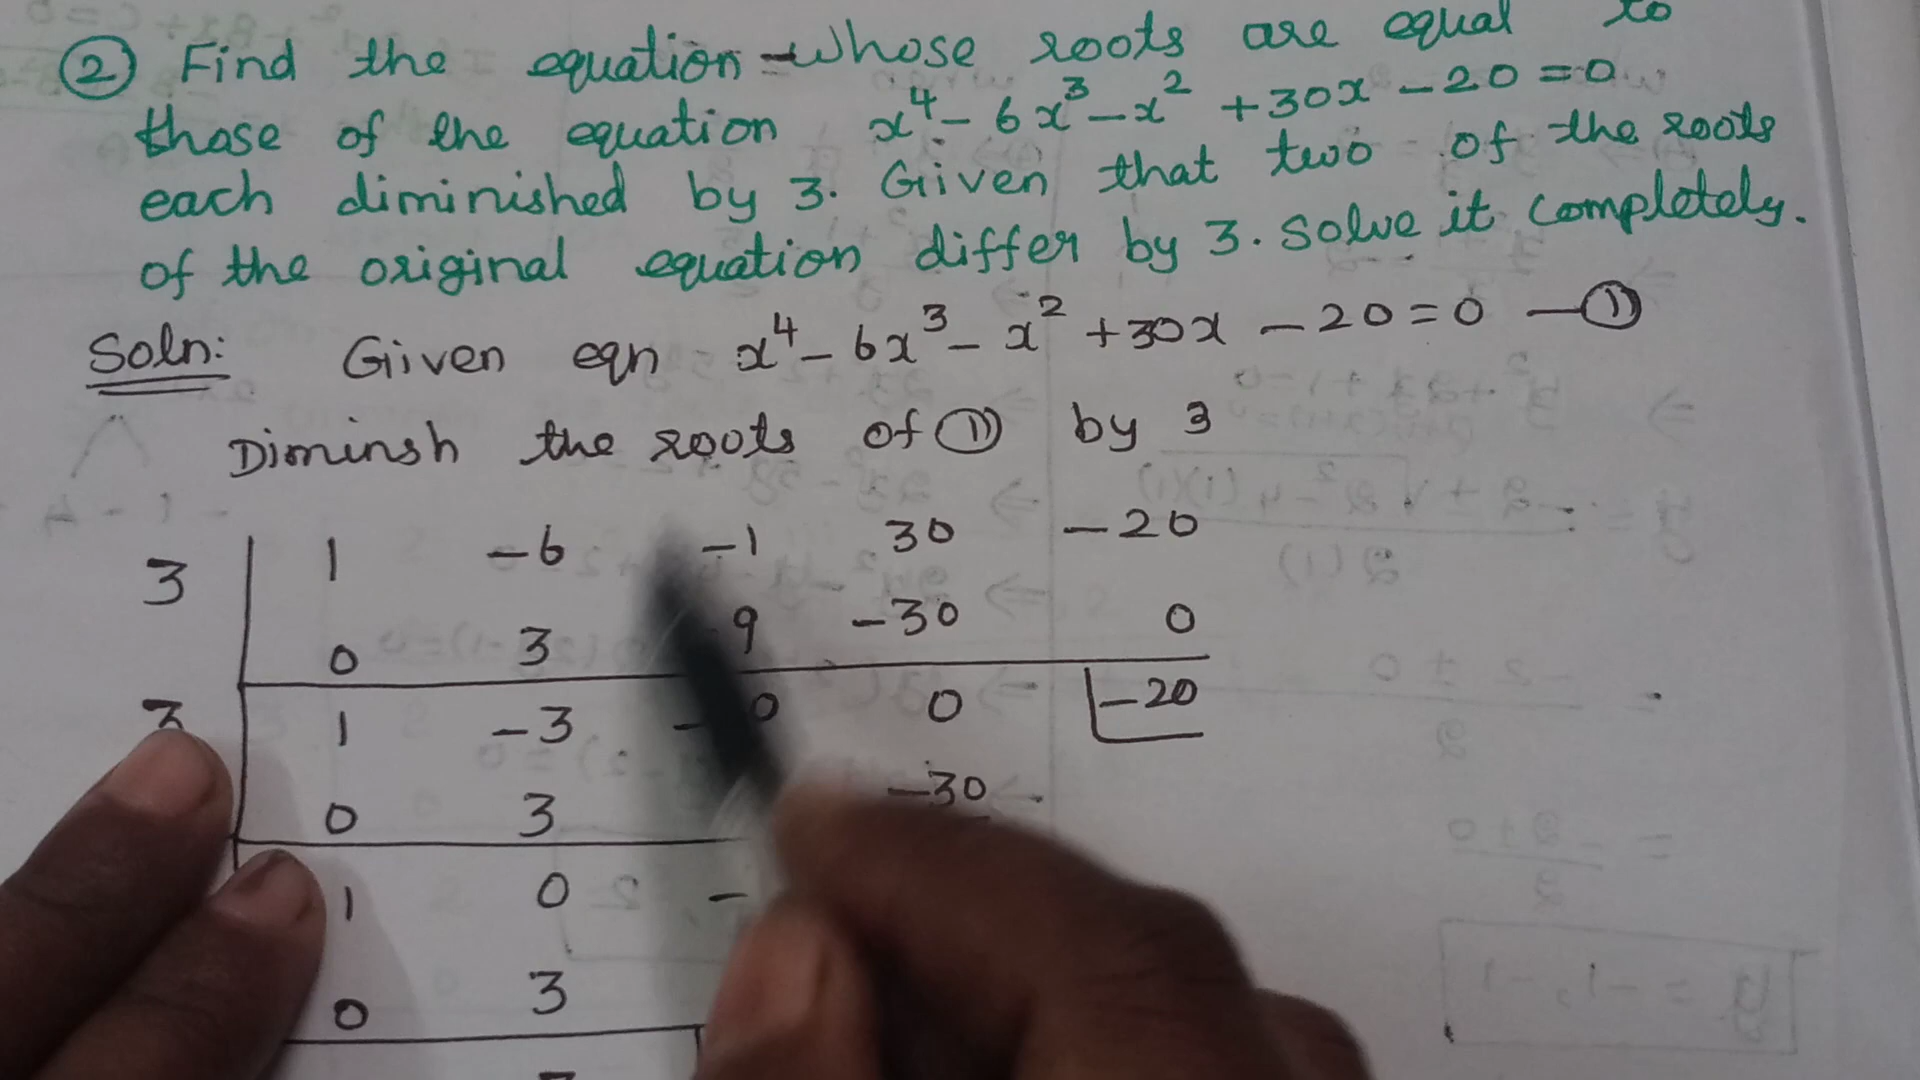 ② Find the equation whose roots are equal to
those of the equation x⁴ - 6x³ - x² + 30x - 20 = 0
each diminished by 3. Given that two of the roots
of the original equation differ by 3. Solve it completely.
Soln: Given eqn x⁴ - 6x³ - x² + 30x - 20 = 0 — ①
Diminsh the roots of ① by 3
3 | 1 -6 -1 30 -20
0 3 9 -30 0
3 1 -3 0 0 |-20
0 3 -30
1 0 -
0 3